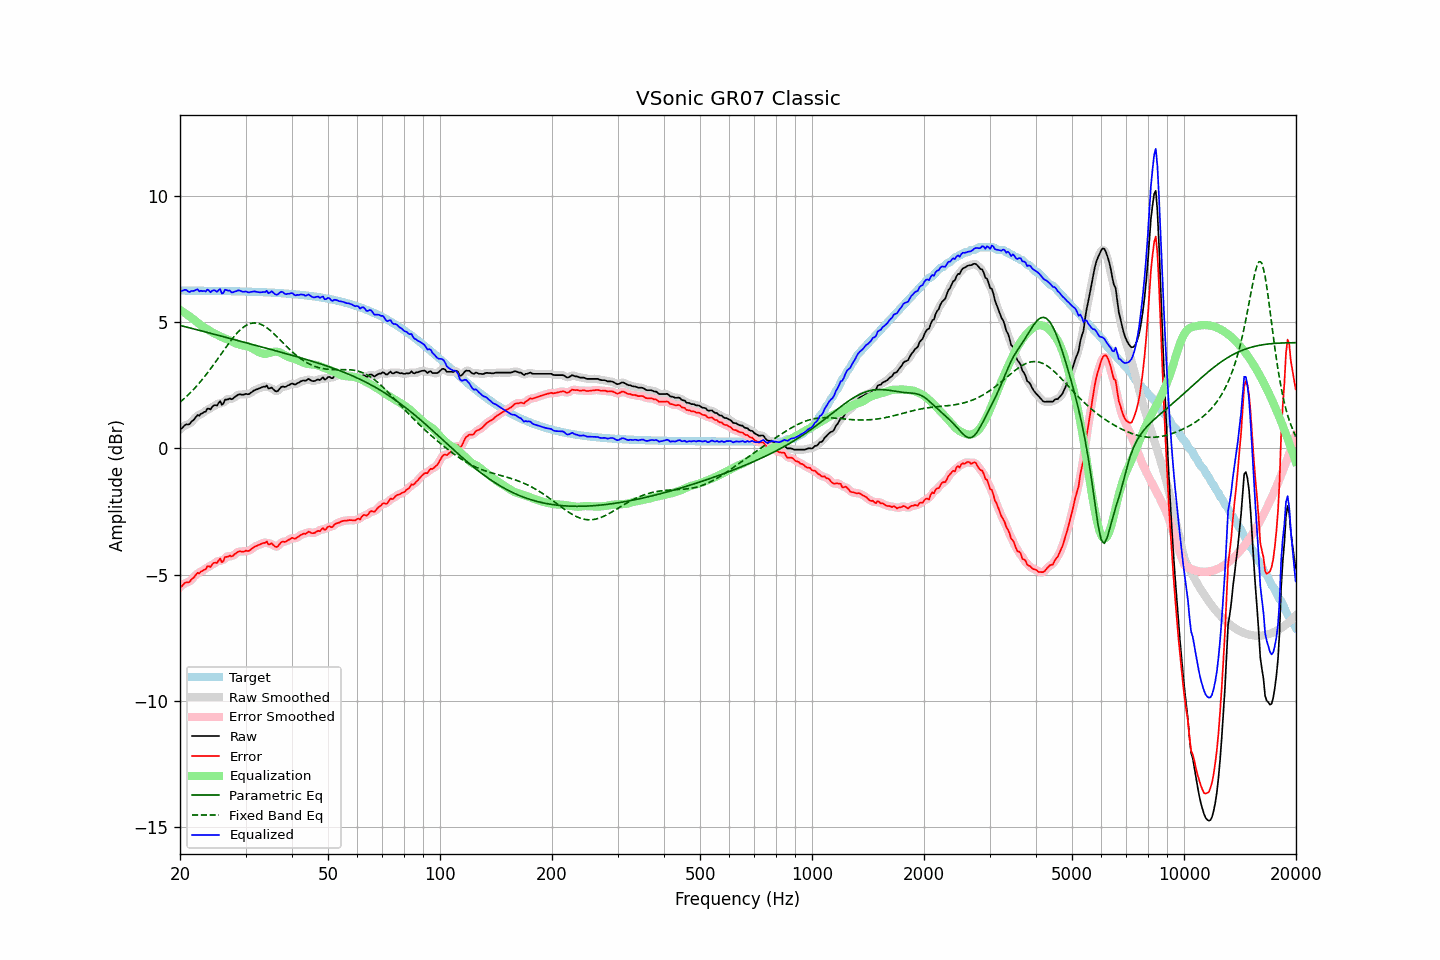 VSonic GR07 Classic
Amplitude (dBr)
10
5
0
−5
−10
−15
Target
Raw Smoothed
Error Smoothed
Raw
Error
Equalization
Parametric Eq
Fixed Band Eq
Equalized
20 50 100 200 500 1000 2000 5000 10000 20000
Frequency (Hz)